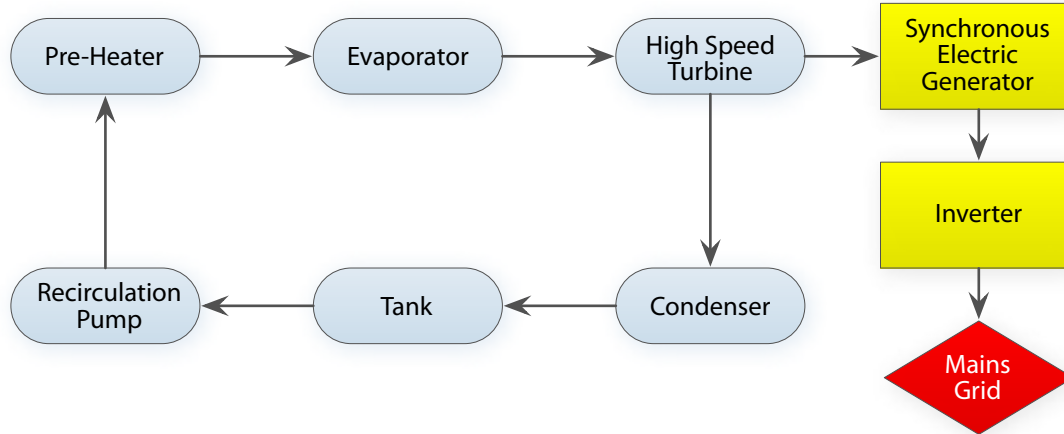 Pre-Heater
Evaporator
High Speed
Turbine
Synchronous
Electric
Generator
Inverter
Recirculation
Pump
Tank
Condenser
Mains
Grid